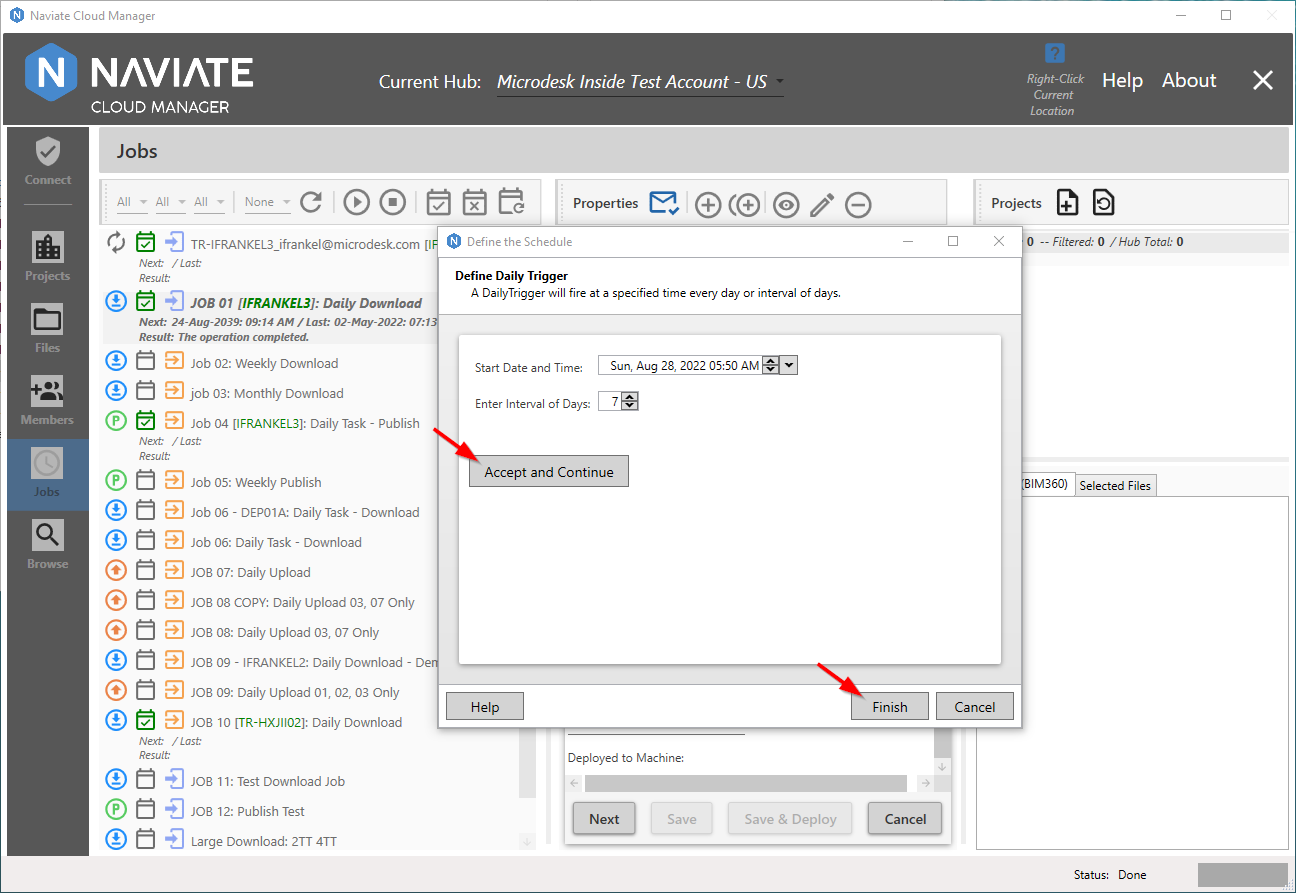 Naviate Cloud Manager
NAVIATE
CLOUD MANAGER
Current Hub: Microdesk Inside Test Account - US
?
Right-Click
Current
Location
Help
About
Connect
Projects
Files
Members
Jobs
Browse
Jobs
All All All None
Properties
Projects
TR-IFRANKEL3_ifrankel@microdesk.com [IF
Next: / Last:
Result:
JOB 01 [IFRANKEL3]: Daily Download
Next: 24-Aug-2039: 09:14 AM / Last: 02-May-2022: 07:13
Result: The operation completed.
Job 02: Weekly Download
job 03: Monthly Download
P Job 04 [IFRANKEL3]: Daily Task - Publish
Next: / Last:
Result:
P Job 05: Weekly Publish
Job 06 - DEP01A: Daily Task - Download
Job 06: Daily Task - Download
JOB 07: Daily Upload
JOB 08 COPY: Daily Upload 03, 07 Only
JOB 08: Daily Upload 03, 07 Only
JOB 09 - IFRANKEL2: Daily Download - Dem
JOB 09: Daily Upload 01, 02, 03 Only
JOB 10 [TR-HXJII02]: Daily Download
Next: / Last:
Result:
JOB 11: Test Download Job
P JOB 12: Publish Test
Large Download: 2TT 4TT
Define the Schedule
Define Daily Trigger
A DailyTrigger will fire at a specified time every day or interval of days.
Start Date and Time: Sun, Aug 28, 2022 05:50 AM
Enter Interval of Days: 7
Accept and Continue
Help
Finish
Cancel
Deployed to Machine:
Next
Save
Save & Deploy
Cancel
: 0 -- Filtered: 0 / Hub Total: 0
(BIM360)
Selected Files
Status: Done